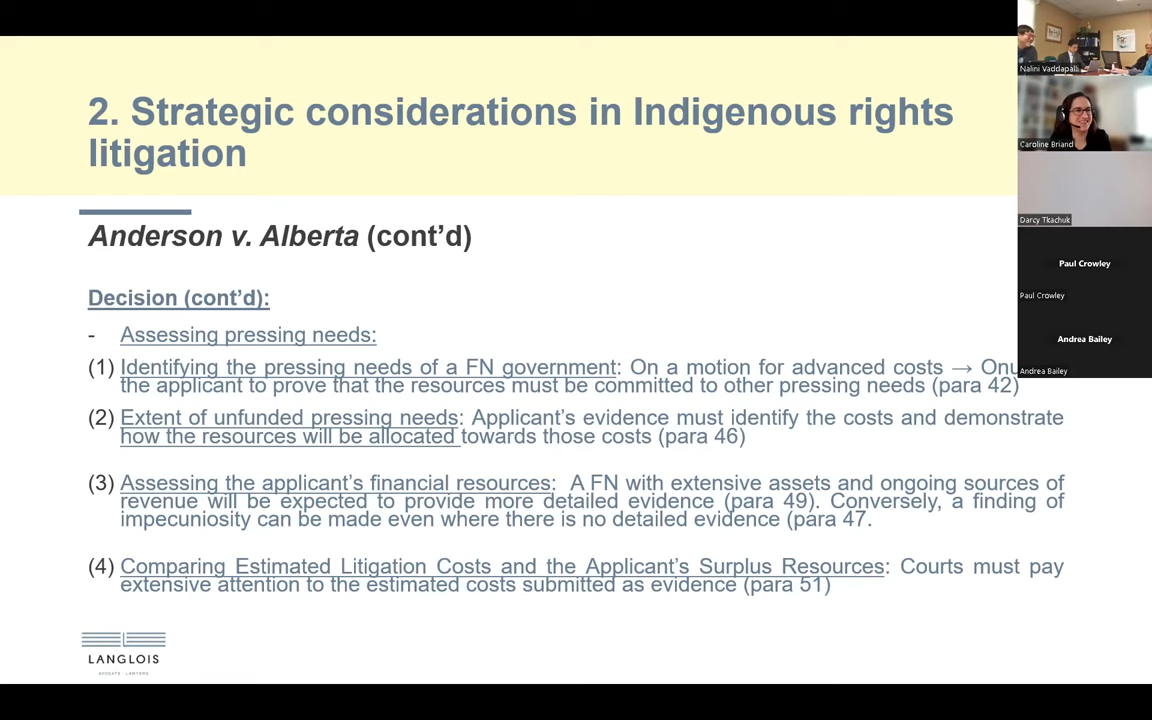 2. Strategic considerations in Indigenous rights
litigation
Anderson v. Alberta (cont’d)
Decision (cont’d):
- Assessing pressing needs:
(1) Identifying the pressing needs of a FN government: On a motion for advanced costs → Onu
the applicant to prove that the resources must be committed to other pressing needs (para 42)
(2) Extent of unfunded pressing needs: Applicant’s evidence must identify the costs and demonstrate
how the resources will be allocated towards those costs (para 46)
(3) Assessing the applicant’s financial resources: A FN with extensive assets and ongoing sources of
revenue will be expected to provide more detailed evidence (para 49). Conversely, a finding of
impecuniosity can be made even where there is no detailed evidence (para 47.
(4) Comparing Estimated Litigation Costs and the Applicant’s Surplus Resources: Courts must pay
extensive attention to the estimated costs submitted as evidence (para 51)
LANGLOIS
AVOCATS · LAWYERS
Nalini Vaddapalli
Caroline Briand
Darcy Tkachuk
Paul Crowley
Paul Crowley
Andrea Bailey
Andrea Bailey